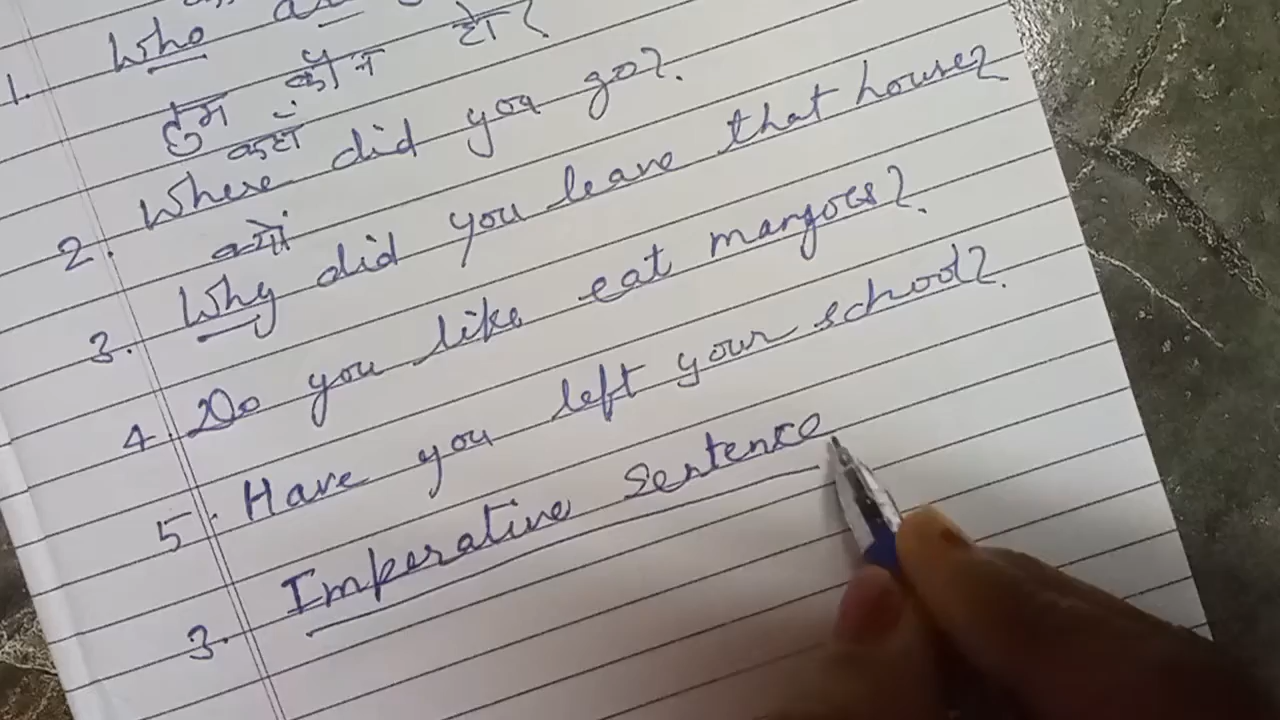 1. Who are
तुम कौन हो?
कहाँ
2. Where did you go?
क्यों
3. Why did you leave that house?
4. Do you like eat mangoes?
5. Have you left your school?
3. Imperative Sentence